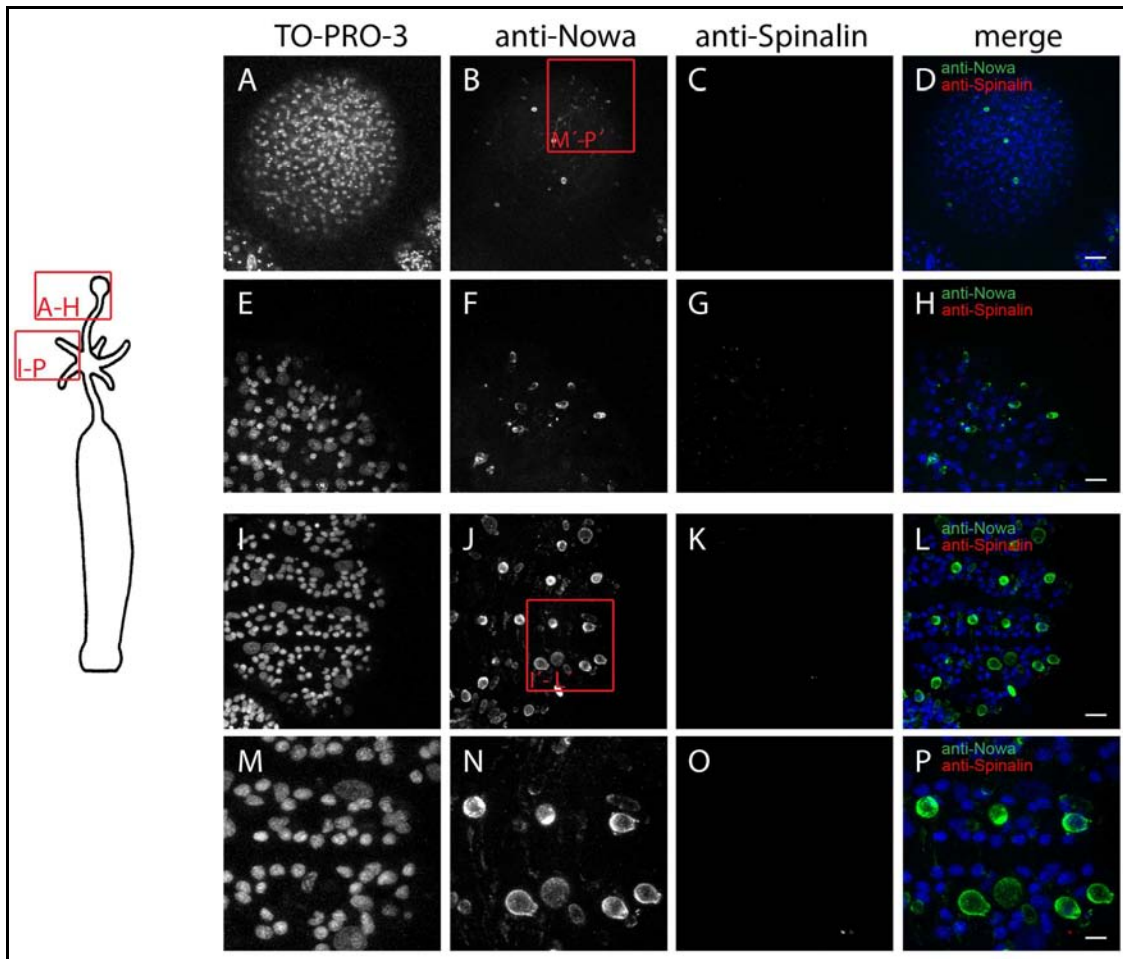 TO-PRO-3 anti-Nowa anti-Spinalin merge
A B C D anti-Nowa
anti-Spinalin
M´-P´
E F G H anti-Nowa
anti-Spinalin
A-H
I-P
I J K L anti-Nowa
anti-Spinalin
M N O P anti-Nowa
anti-Spinalin